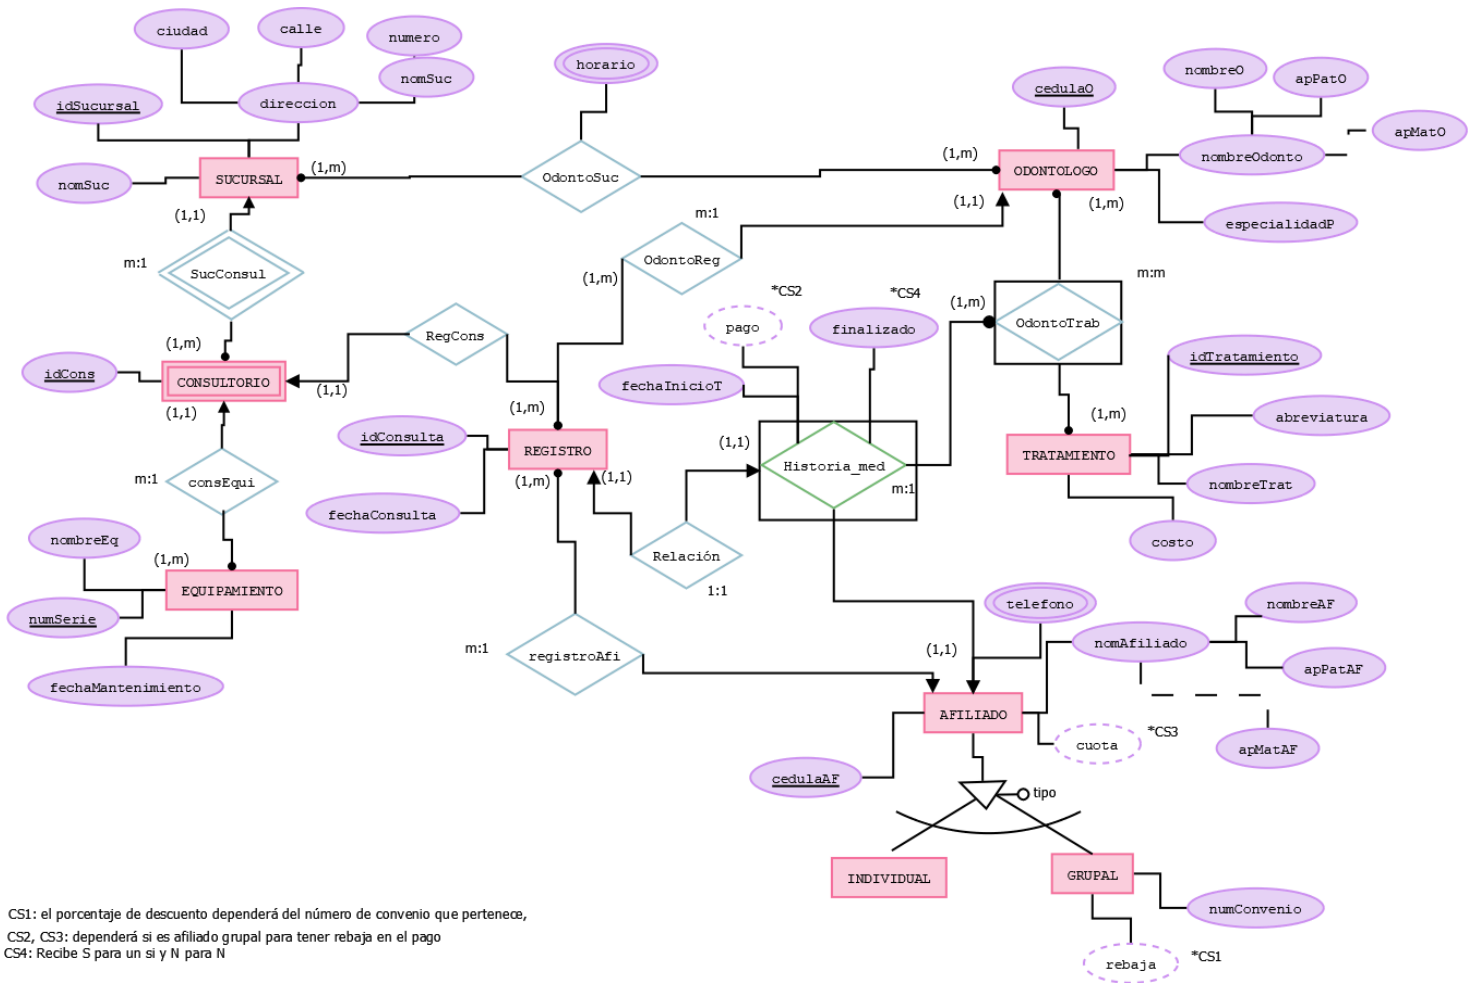 ciudad
calle
numero
nomSuc
idSucursal
direccion
horario
cedulaO
nombreO
apPatO
apMatO
nombreOdonto
especialidadP
SUCURSAL
nomSuc
(1,m)
OdontoSuc
(1,m)
ODONTOLOGO
(1,1)
(1,1)
(1,m)
m:1
SucConsul
m:1
(1,m)
OdontoReg
m:m
(1,m)
RegCons
*CS2
pago
*CS4
finalizado
(1,m)
OdontoTrab
idCons
CONSULTORIO
(1,1)
(1,1)
(1,m)
fechaInicioT
idTratamiento
abreviatura
(1,m)
idConsulta
REGISTRO
(1,m)
(1,1)
(1,1)
Historia_med
m:1
TRATAMIENTO
nombreTrat
costo
m:1
consEqui
fechaConsulta
nombreEq
(1,m)
EQUIPAMIENTO
numSerie
fechaMantenimiento
Relación
1:1
m:1
registroAfi
telefono
nomAfiliado
nombreAF
apPatAF
apMatAF
(1,1)
AFILIADO
cuota
*CS3
cedulaAF
tipo
INDIVIDUAL
GRUPAL
numConvenio
rebaja
*CS1
CS1: el porcentaje de descuento dependerá del número de convenio que pertenece,
CS2, CS3: dependerá si es afiliado grupal para tener rebaja en el pago
CS4: Recibe S para un si y N para N